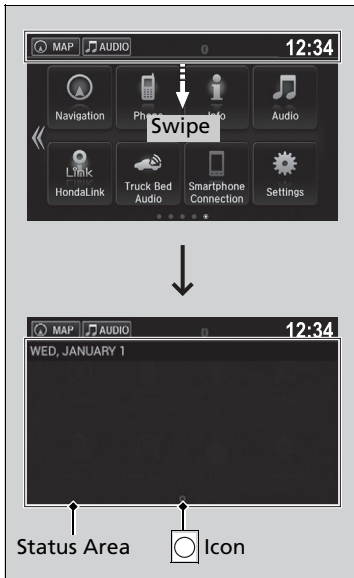 MAP AUDIO 12:34
Navigation Phone Info Audio
Swipe
Link
HondaLink Truck Bed Audio Smartphone Connection Settings
MAP AUDIO 12:34
WED, JANUARY 1
Status Area Icon